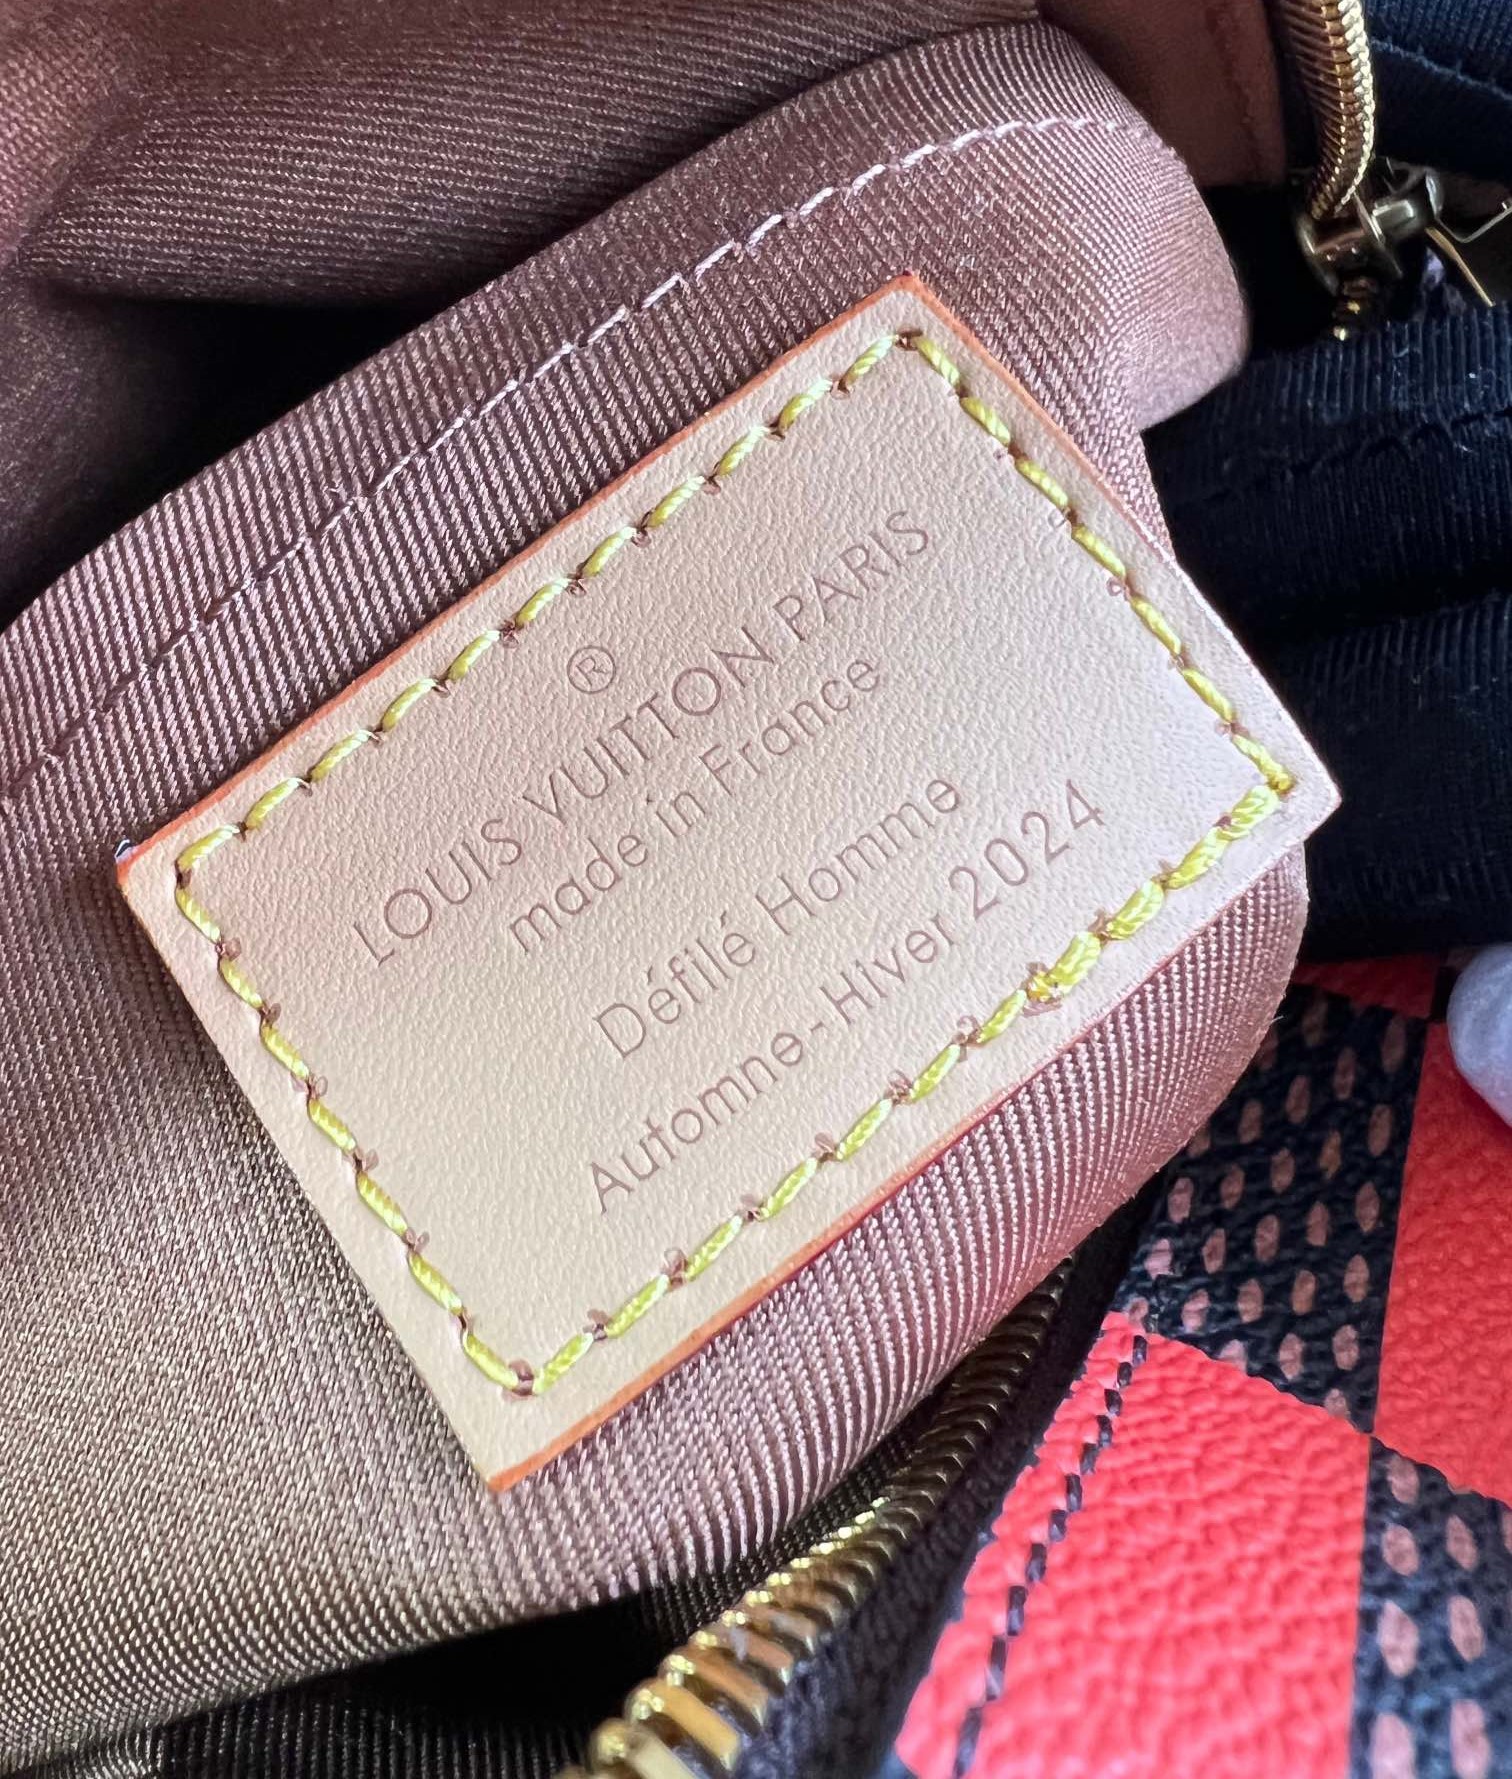 ®
LOUIS VUITTON PARIS
made in France
Défilé Homme
Automne-Hiver 2024